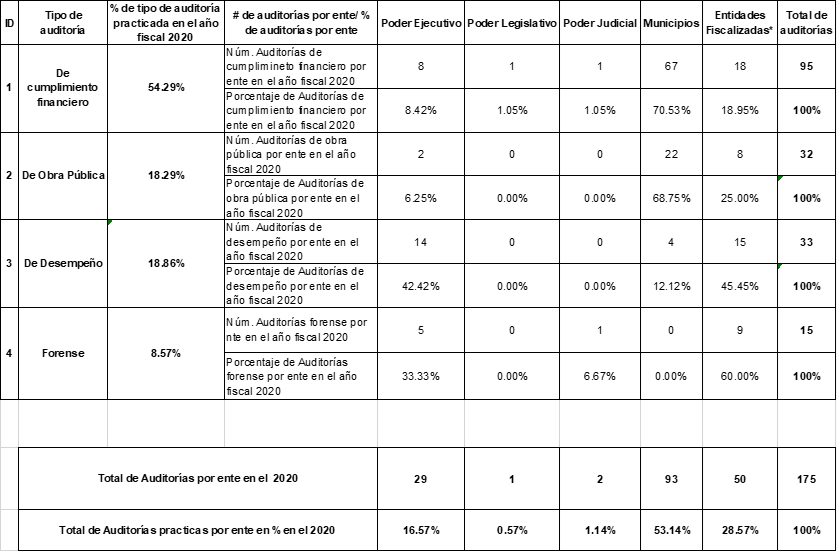 ID
Tipo de
auditoría
% de tipo de auditoría
practicada en el año
fiscal 2020
# de auditorías por ente/ %
de auditorías por ente
Poder Ejecutivo
Poder Legislativo
Poder Judicial
Municipios
Entidades
Fiscalizadas*
Total de
auditorías
1
De
cumplimiento
financiero
54.29%
Núm. Auditorías de
cumplimineto financiero por
ente en el año fiscal 2020
8
1
1
67
18
95
Porcentaje de Auditorías de
cumplimiento financiero por
ente en el año fiscal 2020
8.42%
1.05%
1.05%
70.53%
18.95%
100%
2
De Obra Pública
18.29%
Núm. Auditorías de obra
pública por ente en el año
fiscal 2020
2
0
0
22
8
32
Porcentaje de Auditorías de
obra pública por ente en el
año fiscal 2020
6.25%
0.00%
0.00%
68.75%
25.00%
100%
3
De Desempeño
18.86%
Núm. Auditorías de
desempeño por ente en el
año fiscal 2020
14
0
0
4
15
33
Porcentaje de Auditorías de
desempeño por ente en el
año fiscal 2020
42.42%
0.00%
0.00%
12.12%
45.45%
100%
4
Forense
8.57%
Núm. Auditorías forense por
nte en el año fiscal 2020
5
0
1
0
9
15
Porcentaje de Auditorías
forense por ente en el año
fiscal 2020
33.33%
0.00%
6.67%
0.00%
60.00%
100%
Total de Auditorías por ente en el 2020
29
1
2
93
50
175
Total de Auditorías practicas por ente en % en el 2020
16.57%
0.57%
1.14%
53.14%
28.57%
100%